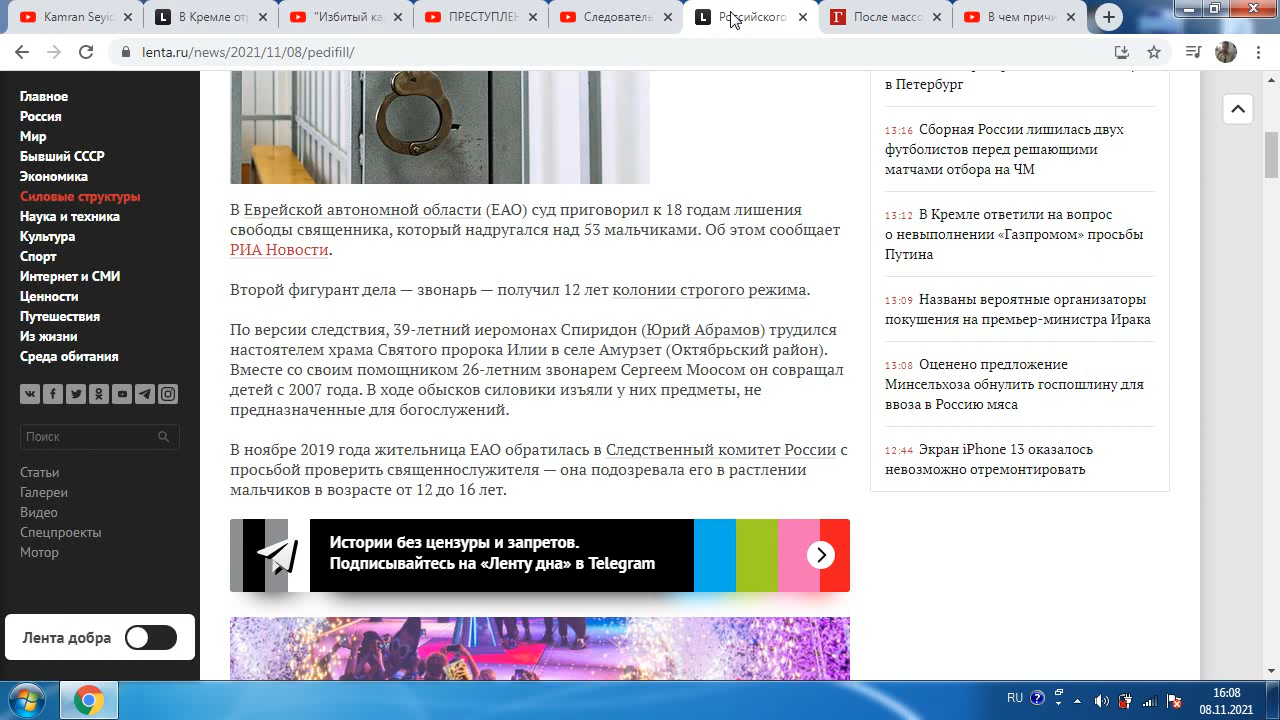 Kamran Seyid
В Кремле от
"Избитый ка
ПРЕСТУПЛЕН
Следователь
Российского
После массо
В чем причи
lenta.ru/news/2021/11/08/pedifill/
Главное
Россия
Мир
Бывший СССР
Экономика
Силовые структуры
Наука и техника
Культура
Спорт
Интернет и СМИ
Ценности
Путешествия
Из жизни
Среда обитания
Поиск
Статьи
Галереи
Видео
Спецпроекты
Мотор
Лента добра
В Еврейской автономной области (ЕАО) суд приговорил к 18 годам лишения
свободы священника, который надругался над 53 мальчиками. Об этом сообщает
РИА Новости.
Второй фигурант дела — звонарь — получил 12 лет колонии строгого режима.
По версии следствия, 39-летний иеромонах Спиридон (Юрий Абрамов) трудился
настоятелем храма Святого пророка Илии в селе Амурзет (Октябрьский район).
Вместе со своим помощником 26-летним звонарем Сергеем Моосом он совращал
детей с 2007 года. В ходе обысков силовики изъяли у них предметы, не
предназначенные для богослужений.
В ноябре 2019 года жительница ЕАО обратилась в Следственный комитет России с
просьбой проверить священнослужителя — она подозревала его в растлении
мальчиков в возрасте от 12 до 16 лет.
Истории без цензуры и запретов.
Подписывайтесь на «Ленту дна» в Telegram
в Петербург
13:16 Сборная России лишилась двух
футболистов перед решающими
матчами отбора на ЧМ
13:12 В Кремле ответили на вопрос
о невыполнении «Газпромом» просьбы
Путина
13:09 Названы вероятные организаторы
покушения на премьер-министра Ирака
13:08 Оценено предложение
Минсельхоза обнулить госпошлину для
ввоза в Россию мяса
12:44 Экран iPhone 13 оказалось
невозможно отремонтировать
RU
16:08
08.11.2021